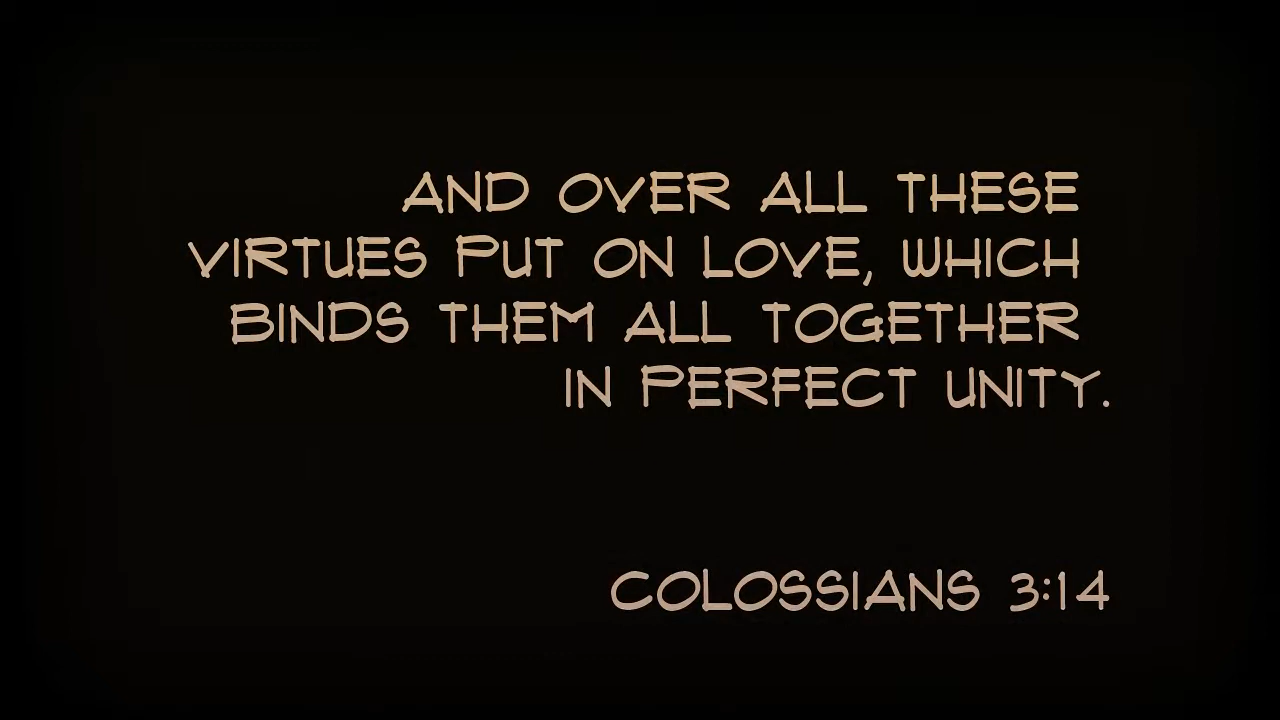 AND OVER ALL THESE
VIRTUES PUT ON LOVE, WHICH
BINDS THEM ALL TOGETHER
IN PERFECT UNITY.
COLOSSIANS 3:14